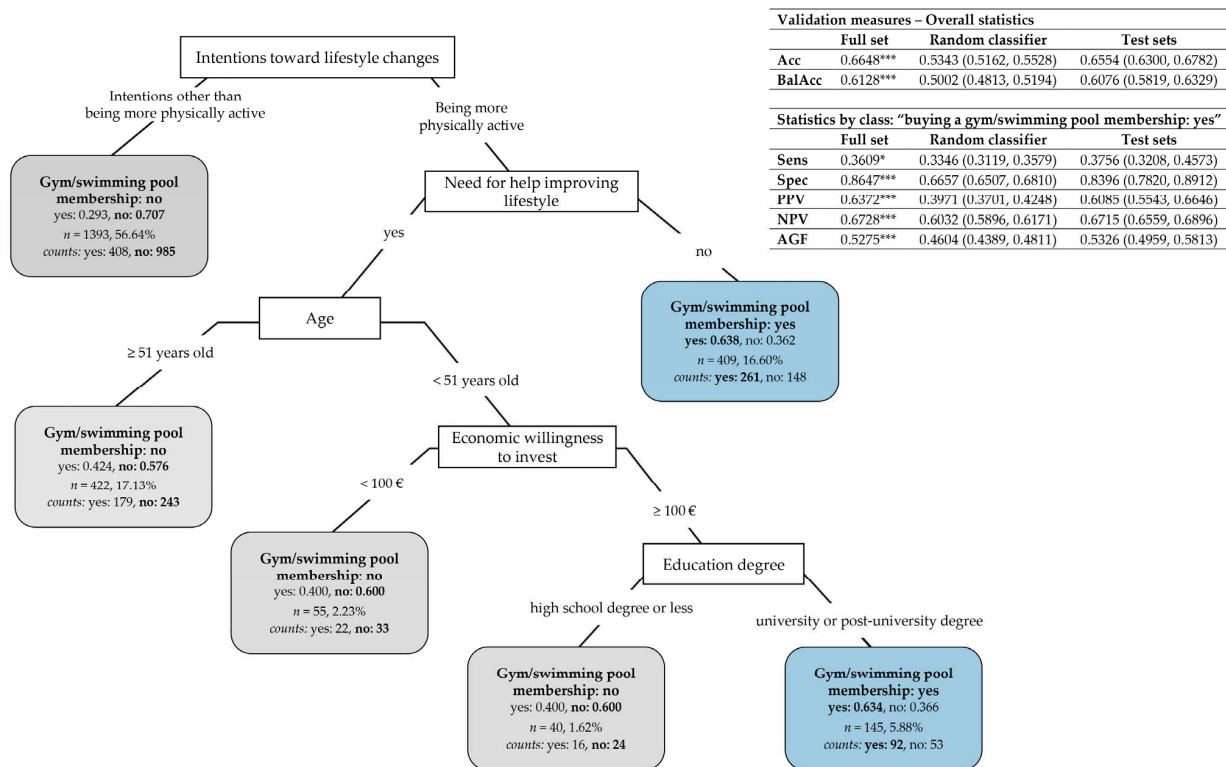 Validation measures – Overall statistics
Full set Random classifier Test sets
Acc 0.6648*** 0.5343 (0.5162, 0.5528) 0.6554 (0.6300, 0.6782)
BalAcc 0.6128*** 0.5002 (0.4813, 0.5194) 0.6076 (0.5819, 0.6329)
Statistics by class: "buying a gym/swimming pool membership: yes"
Full set Random classifier Test sets
Sens 0.3609* 0.3346 (0.3119, 0.3579) 0.3756 (0.3208, 0.4573)
Spec 0.8647*** 0.6657 (0.6507, 0.6810) 0.8396 (0.7820, 0.8912)
PPV 0.6372*** 0.3971 (0.3701, 0.4248) 0.6085 (0.5543, 0.6646)
NPV 0.6728*** 0.6032 (0.5896, 0.6171) 0.6715 (0.6559, 0.6896)
AGF 0.5275*** 0.4604 (0.4389, 0.4811) 0.5326 (0.4959, 0.5813)
Intentions toward lifestyle changes
Intentions other than
being more physically active
Being more
physically active
Gym/swimming pool
membership: no
yes: 0.293, no: 0.707
n = 1393, 56.64%
counts: yes: 408, no: 985
Need for help improving
lifestyle
yes
no
Gym/swimming pool
membership: yes
yes: 0.638, no: 0.362
n = 409, 16.60%
counts: yes: 261, no: 148
Age
≥ 51 years old
< 51 years old
Gym/swimming pool
membership: no
yes: 0.424, no: 0.576
n = 422, 17.13%
counts: yes: 179, no: 243
Economic willingness
to invest
< 100 €
≥ 100 €
Gym/swimming pool
membership: no
yes: 0.400, no: 0.600
n = 55, 2.23%
counts: yes: 22, no: 33
Education degree
high school degree or less
university or post-university degree
Gym/swimming pool
membership: no
yes: 0.400, no: 0.600
n = 40, 1.62%
counts: yes: 16, no: 24
Gym/swimming pool
membership: yes
yes: 0.634, no: 0.366
n = 145, 5.88%
counts: yes: 92, no: 53